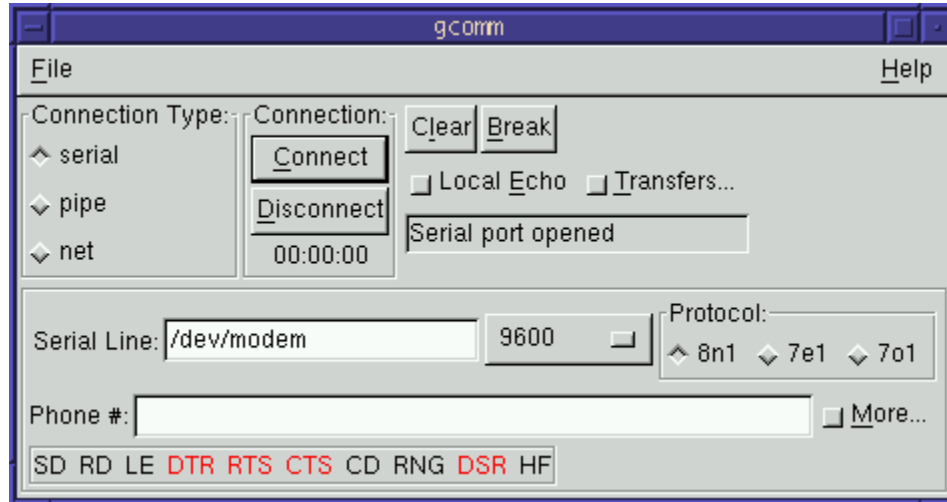 gcomm
File Help
Connection Type: Connection: Clear Break
serial Connect
Local Echo Transfers...
pipe Disconnect
Serial port opened
net 00:00:00
Protocol:
Serial Line: /dev/modem 9600 8n1 7e1 7o1
Phone #: More...
SD RD LE DTR RTS CTS CD RNG DSR HF